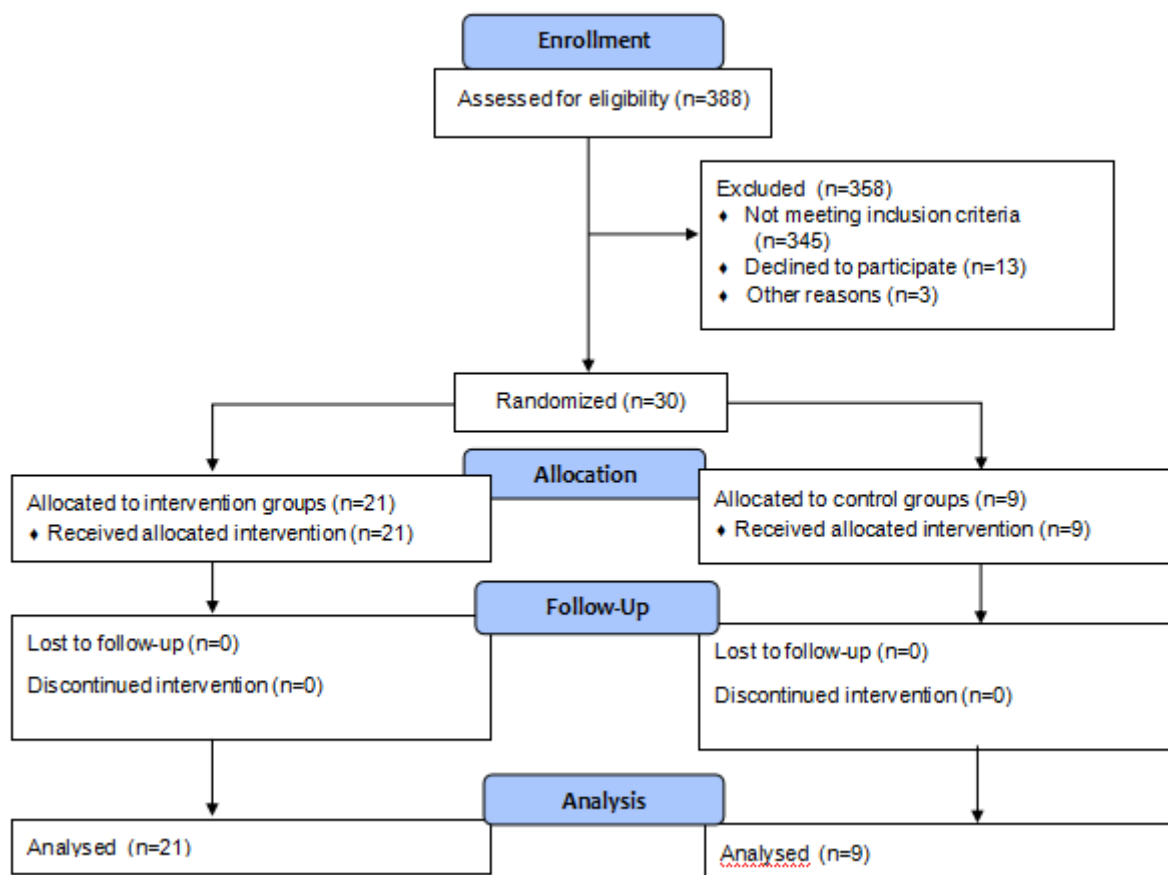 Enrollment
Assessed for eligibility (n=388)
Excluded (n=358)
♦ Not meeting inclusion criteria
(n=345)
♦ Declined to participate (n=13)
♦ Other reasons (n=3)
Randomized (n=30)
Allocation
Allocated to intervention groups (n=21)
♦ Received allocated intervention (n=21)
Allocated to control groups (n=9)
♦ Received allocated intervention (n=9)
Follow-Up
Lost to follow-up (n=0)
Discontinued intervention (n=0)
Lost to follow-up (n=0)
Discontinued intervention (n=0)
Analysis
Analysed (n=21)
Analysed (n=9)